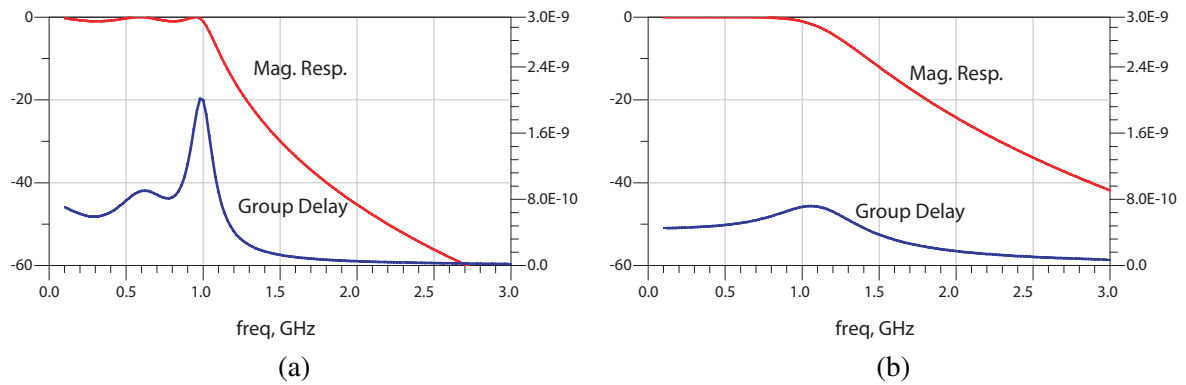 0
-20
-40
-60
Mag. Resp.
Group Delay
3.0E-9
2.4E-9
1.6E-9
8.0E-10
0.0
0.0 0.5 1.0 1.5 2.0 2.5 3.0
freq, GHz
(a)
0
-20
-40
-60
Mag. Resp.
Group Delay
3.0E-9
2.4E-9
1.6E-9
8.0E-10
0.0
0.0 0.5 1.0 1.5 2.0 2.5 3.0
freq, GHz
(b)